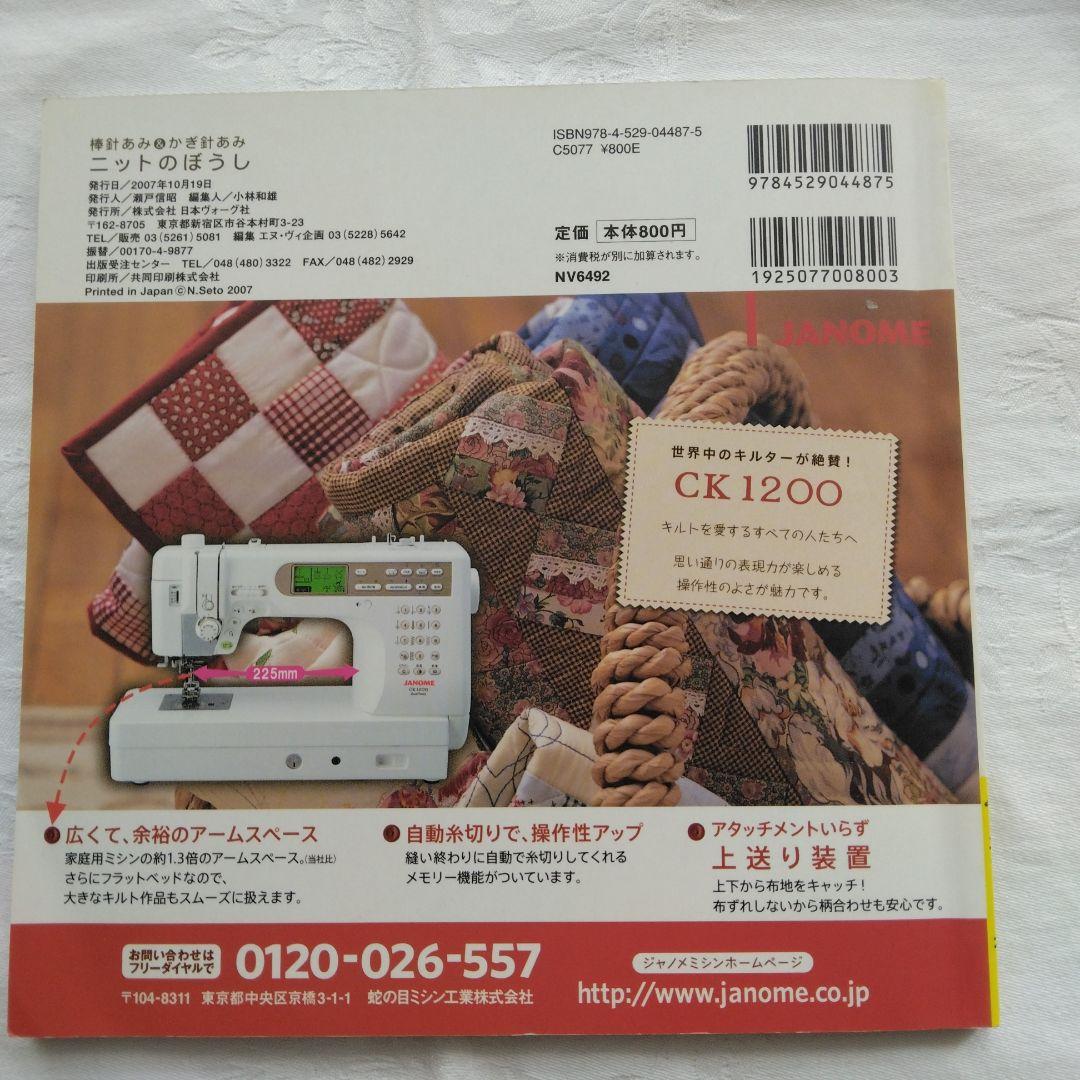 棒針あみ&かぎ針あみ
ニットのぼうし
発行日/2007年10月19日
発行人/瀬戸信昭 編集人/小林和雄
発行所/株式会社 日本ヴォーグ社
〒162-8705 東京都新宿区市谷本村町3-23
TEL/販売 03(5261)5081 編集 エヌ・ヴィ企画 03(5228)5642
振替/00170-4-9877
出版受注センター TEL/048(480)3322 FAX/048(482)2929
印刷所/共同印刷株式会社
Printed in Japan ©N.Seto 2007
ISBN978-4-529-04487-5
C5077 ¥800E
定価 本体800円
※消費税が別に加算されます。
NV6492
9784529044875
1925077008003
JANOME
世界中のキルターが絶賛!
CK 1200
キルトを愛するすべての人たちへ
思い通りの表現力が楽しめる
操作性のよさが魅力です。
225mm
JANOME
CK 1200
広くて、余裕のアームスペース
家庭用ミシンの約1.3倍のアームスペース。(当社比)
さらにフラットベッドなので、
大きなキルト作品もスムーズに扱えます。
自動糸切りで、操作性アップ
縫い終わりに自動で糸切りしてくれる
メモリー機能がついています。
アタッチメントいらず
上送り装置
上下から布地をキャッチ!
布ずれしないから柄合わせも安心です。
お問い合わせは
フリーダイヤルで
0120-026-557
〒104-8311 東京都中央区京橋3-1-1 蛇の目ミシン工業株式会社
ジャノメミシンホームページ
http://www.janome.co.jp